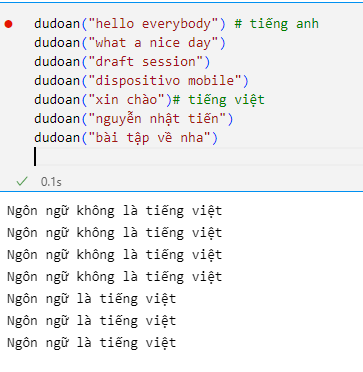 dudoan("hello everybody") # tiếng anh
dudoan("what a nice day")
dudoan("draft session")
dudoan("dispositivo mobile")
dudoan("xin chào")# tiếng việt
dudoan("nguyễn nhật tiến")
dudoan("bài tập về nha")
0.1s
Ngôn ngữ không là tiếng việt
Ngôn ngữ không là tiếng việt
Ngôn ngữ không là tiếng việt
Ngôn ngữ không là tiếng việt
Ngôn ngữ là tiếng việt
Ngôn ngữ là tiếng việt
Ngôn ngữ là tiếng việt